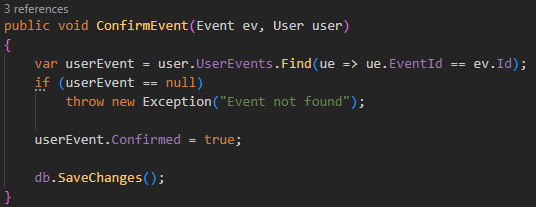 3 references
public void ConfirmEvent(Event ev, User user)
{
    var userEvent = user.UserEvents.Find(ue => ue.EventId == ev.Id);
    if (userEvent == null)
        throw new Exception("Event not found");

    userEvent.Confirmed = true;

    db.SaveChanges();
}